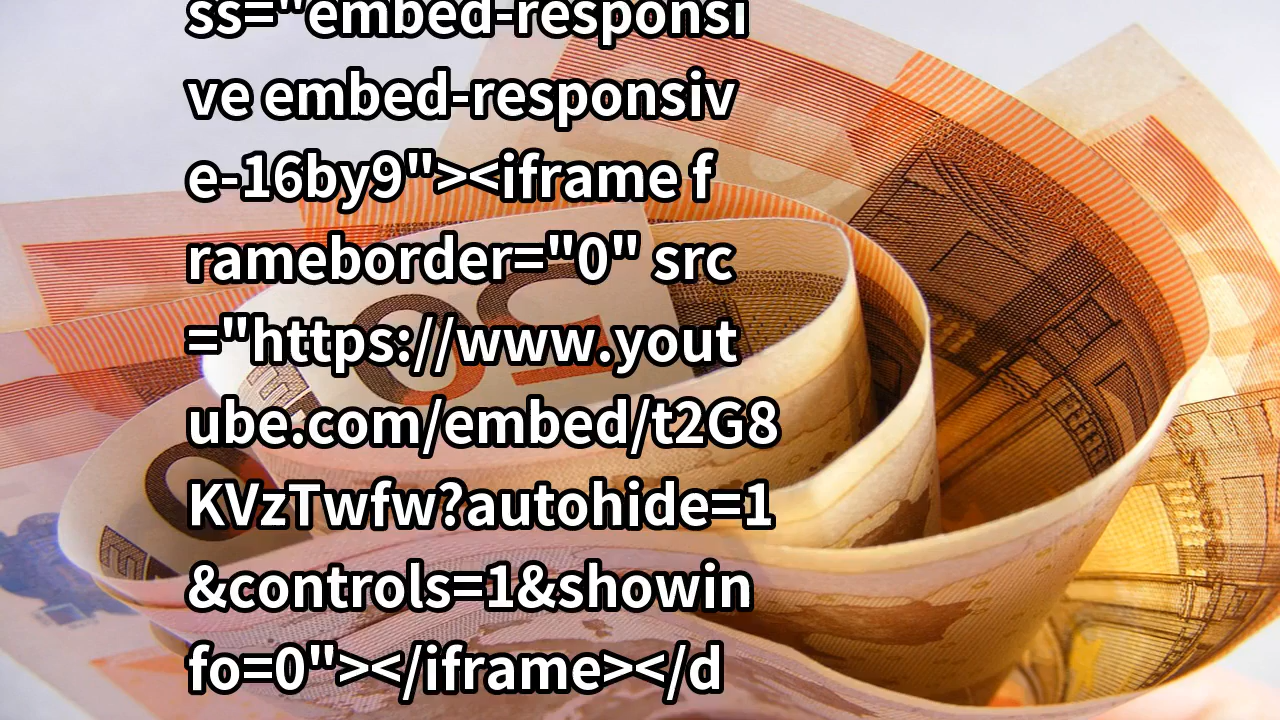 ss="embed-responsi
ve embed-responsiv
e-16by9"><iframe f
rameborder="0" src
="https://www.yout
ube.com/embed/t2G8
KVzTwfw?autohide=1
&controls=1&showin
fo=0"></iframe></d
50